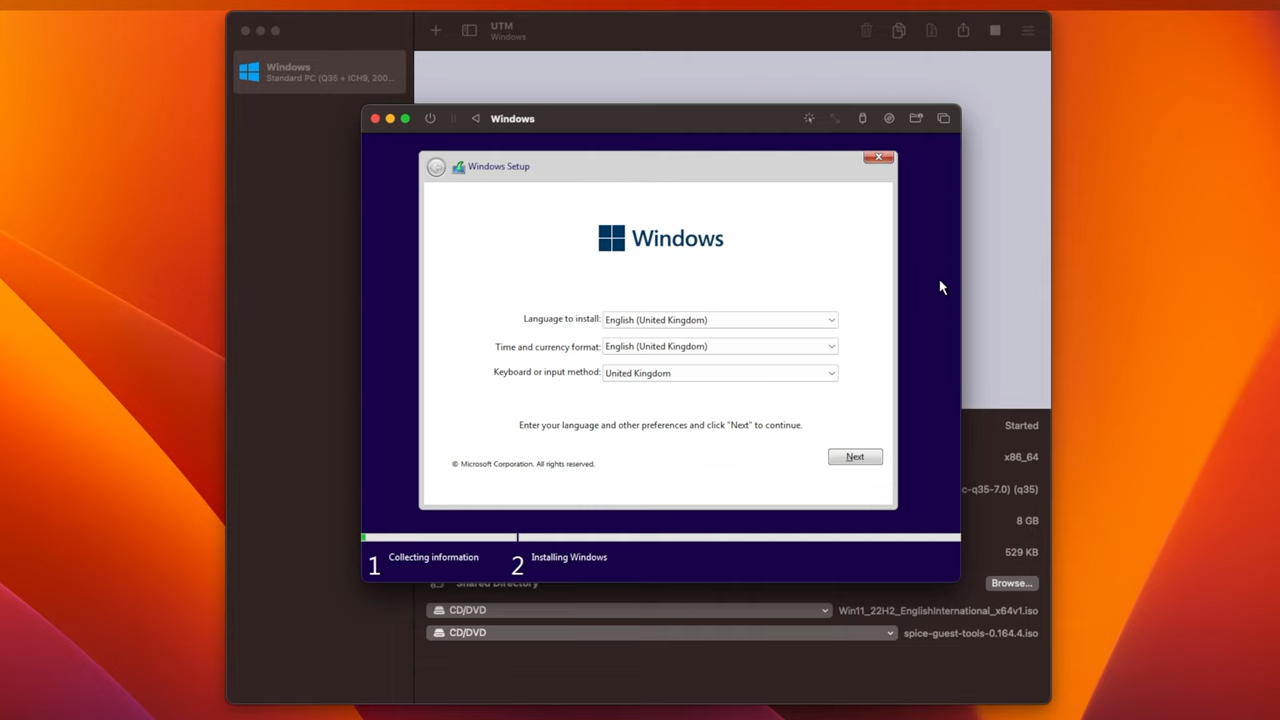 UTM
Windows
Windows
Standard PC (Q35 + ICH9, 200...
Windows
Windows Setup
Windows
Language to install: English (United Kingdom)
Time and currency format: English (United Kingdom)
Keyboard or input method: United Kingdom
Enter your language and other preferences and click "Next" to continue.
Next
© Microsoft Corporation. All rights reserved.
1 Collecting information
2 Installing Windows
Started
x86_64
c-q35-7.0) (q35)
8 GB
529 KB
Shared Directory
Browse...
CD/DVD
Win11_22H2_EnglishInternational_x64v1.iso
CD/DVD
spice-guest-tools-0.164.4.iso